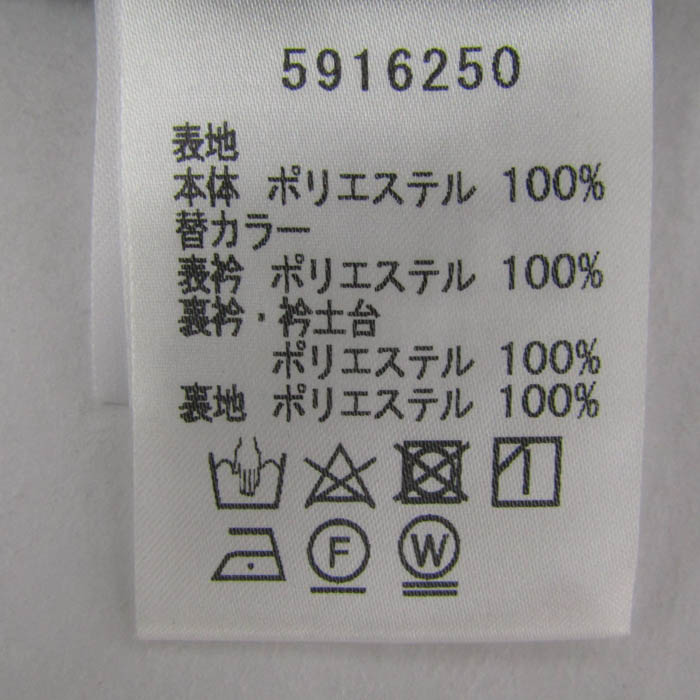 5916250
表地
本体 ポリエステル 100%
替カラー
表衿 ポリエステル 100%
裏衿・衿土台
ポリエステル 100%
裏地 ポリエステル 100%
F W